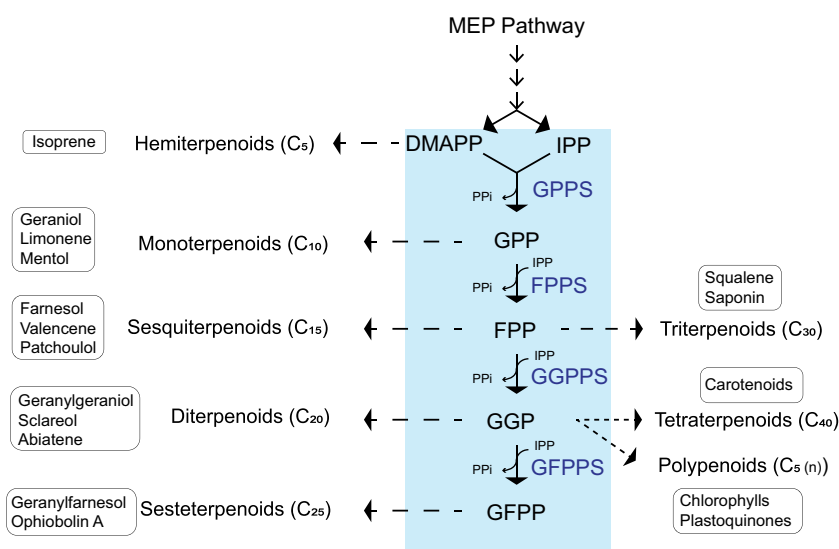 MEP Pathway
Isoprene
Hemiterpenoids (C₅)
DMAPP
IPP
PPi
GPPS
Geraniol
Limonene
Mentol
Monoterpenoids (C₁₀)
GPP
IPP
PPi
FPPS
Squalene
Saponin
Farnesol
Valencene
Patchoulol
Sesquiterpenoids (C₁₅)
FPP
Triterpenoids (C₃₀)
IPP
PPi
GGPPS
Carotenoids
Geranylgeraniol
Sclareol
Abiatene
Diterpenoids (C₂₀)
GGP
Tetraterpenoids (C₄₀)
IPP
PPi
GFPPS
Polypenoids (C₅ (n))
Geranylfarnesol
Ophiobolin A
Sesteterpenoids (C₂₅)
GFPP
Chlorophylls
Plastoquinones